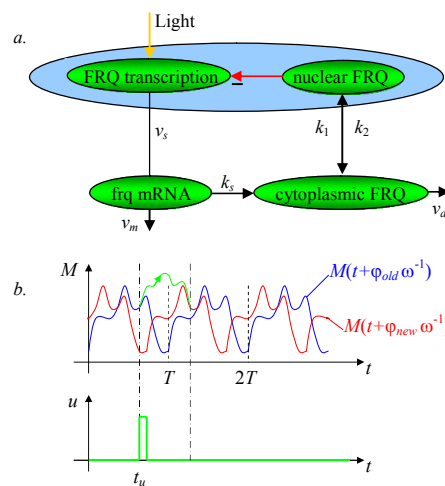 a.
Light
FRQ transcription
nuclear FRQ
v_s
k_1
k_2
frq mRNA
k_s
cytoplasmic FRQ
v_m
v_d
b.
M
M(t+φ_old ω^-1)
M(t+φ_new ω^-1
T
2T
t
u
t_u
t